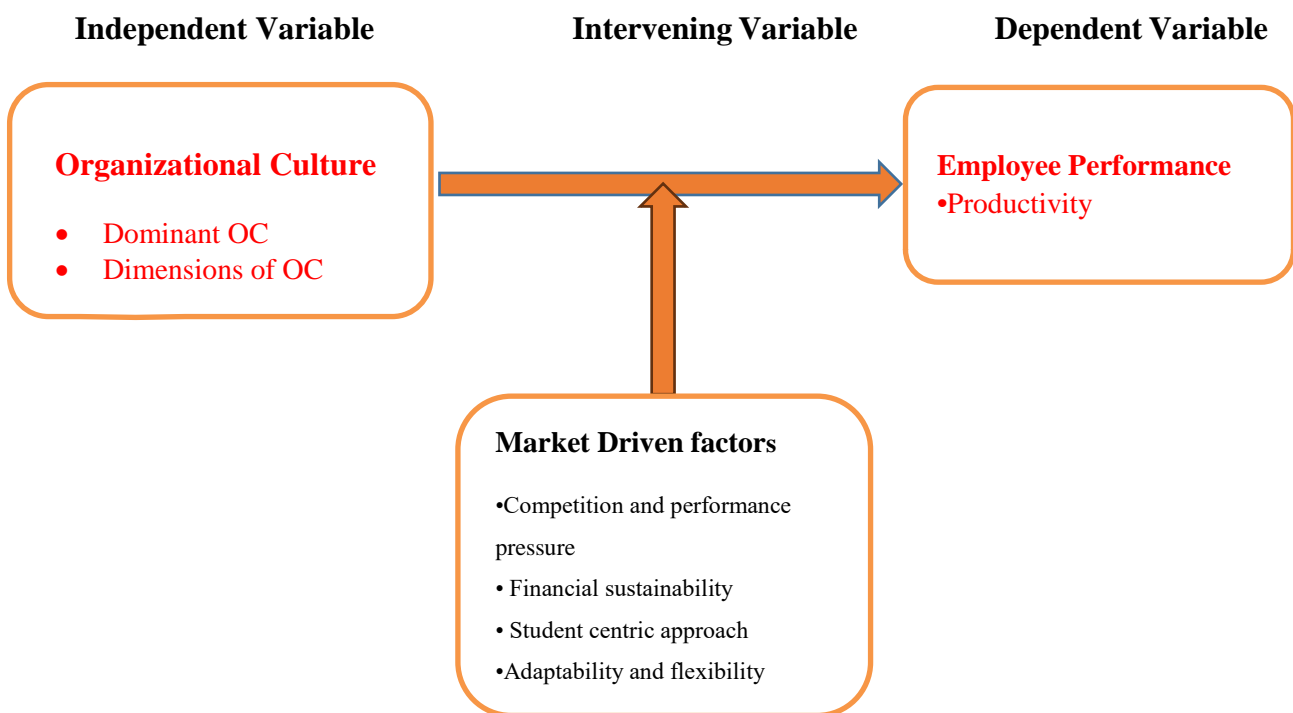 Independent Variable
Intervening Variable
Dependent Variable
Organizational Culture
• Dominant OC
• Dimensions of OC
Employee Performance
•Productivity
Market Driven factors
•Competition and performance
pressure
• Financial sustainability
• Student centric approach
•Adaptability and flexibility